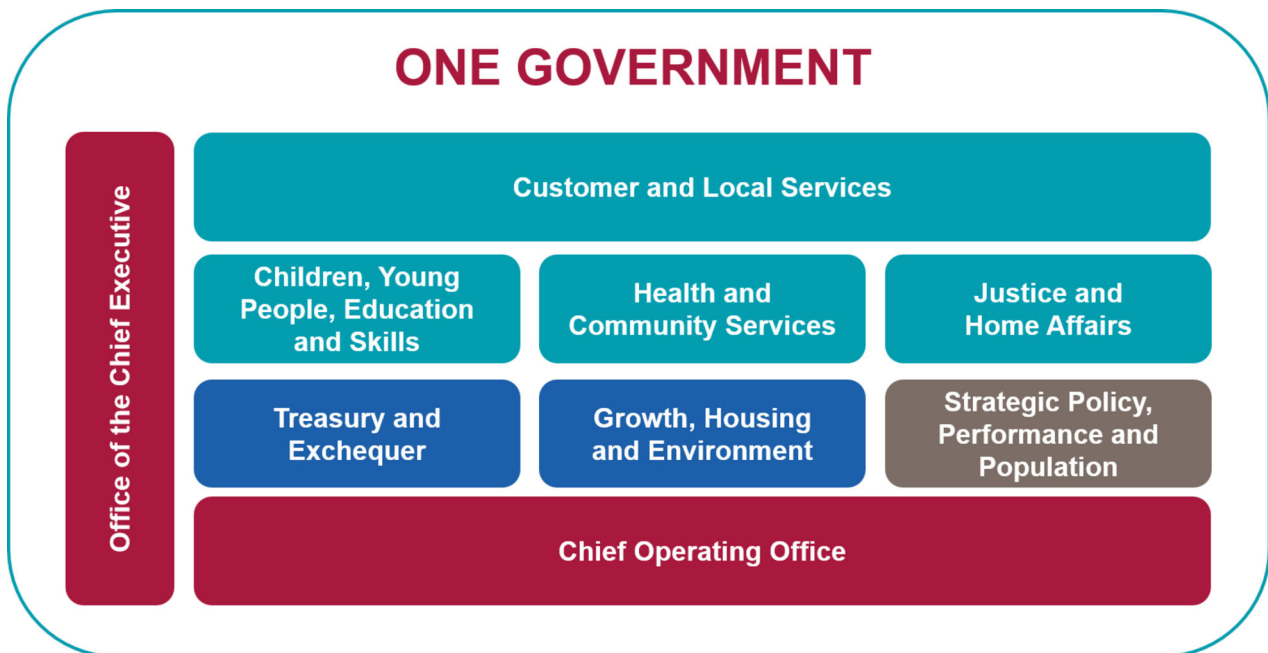 ONE GOVERNMENT
Office of the Chief Executive
Customer and Local Services
Children, Young
People, Education
and Skills
Health and
Community Services
Justice and
Home Affairs
Treasury and
Exchequer
Growth, Housing
and Environment
Strategic Policy,
Performance and
Population
Chief Operating Office